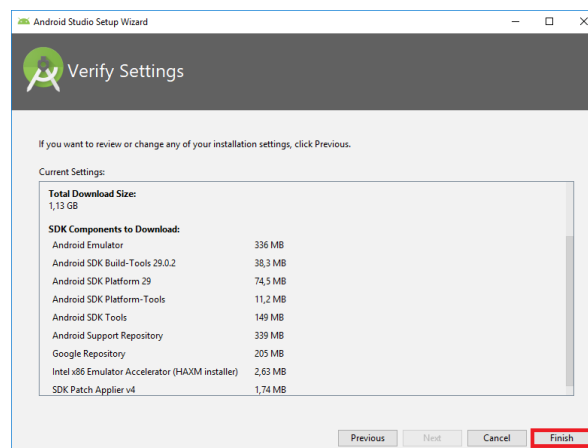 Android Studio Setup Wizard
Verify Settings
If you want to review or change any of your installation settings, click Previous.
Current Settings:
Total Download Size:
1,13 GB
SDK Components to Download:
Android Emulator 336 MB
Android SDK Build-Tools 29.0.2 38,3 MB
Android SDK Platform 29 74,5 MB
Android SDK Platform-Tools 11,2 MB
Android SDK Tools 149 MB
Android Support Repository 339 MB
Google Repository 205 MB
Intel x86 Emulator Accelerator (HAXM installer) 2,63 MB
SDK Patch Applier v4 1,74 MB
Previous Next Cancel Finish